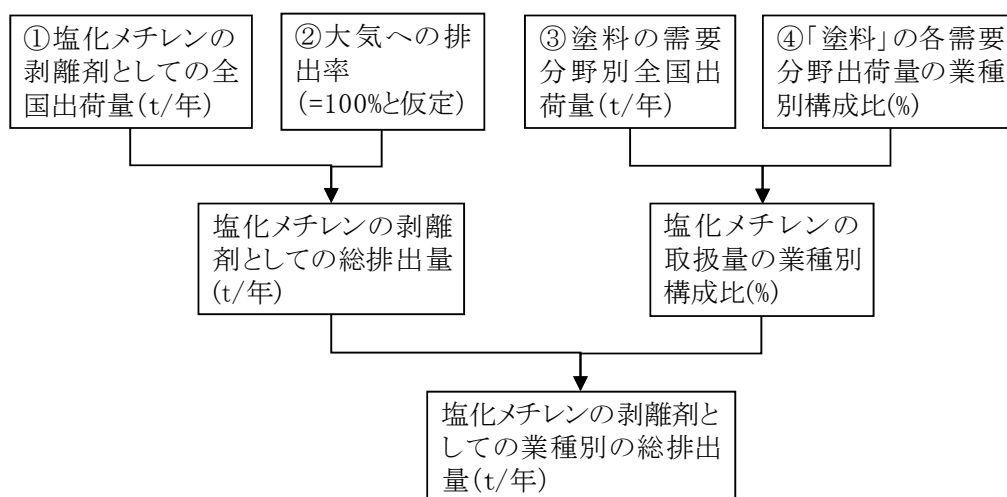 ①塩化メチレンの
剥離剤としての全
国出荷量(t/年)
②大気への排
出率
(=100%と仮定)
③塗料の需要
分野別全国出
荷量(t/年)
④「塗料」の各需要
分野出荷量の業種
別構成比(%)
塩化メチレンの剥離
剤としての総排出量
(t/年)
塩化メチレンの
取扱量の業種別
構成比(%)
塩化メチレンの剥離剤と
しての業種別の総排出
量(t/年)